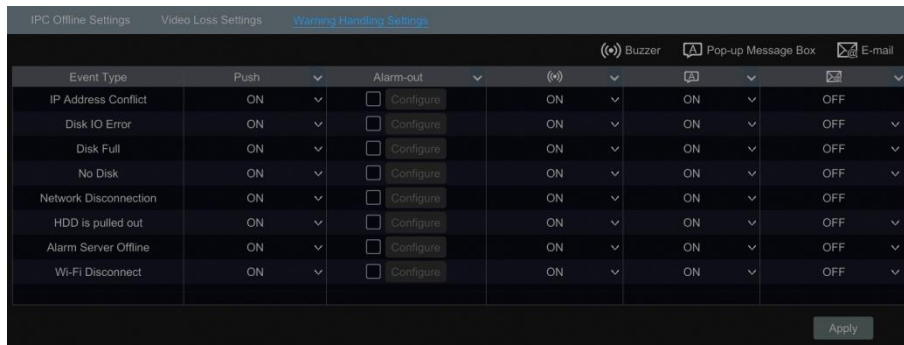 IPC Offline Settings Video Loss Settings Warning Handling Settings
Buzzer A Pop-up Message Box E-mail
Event Type Push Alarm-out A
IP Address Conflict ON Configure ON ON OFF
Disk IO Error ON Configure ON ON OFF
Disk Full ON Configure ON ON OFF
No Disk ON Configure ON ON OFF
Network Disconnection ON Configure ON ON OFF
HDD is pulled out ON Configure ON ON OFF
Alarm Server Offline ON Configure ON ON OFF
Wi-Fi Disconnect ON Configure ON ON OFF
Apply